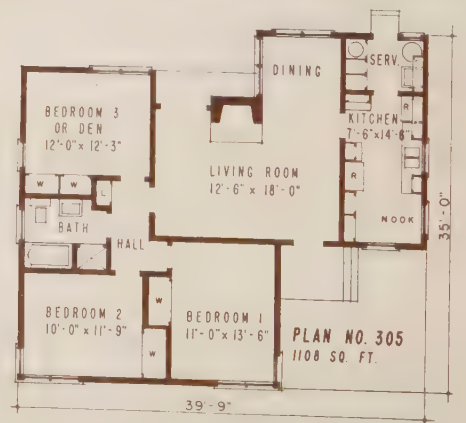 DINING
SERV.
BEDROOM 3
OR DEN
12'-0" x 12'-3"
KITCHEN
7'-6"x14'-8"
R
LIVING ROOM
12'-6" x 18'-0"
R
W
W
L
BATH
NOOK
HALL
35'-0"
BEDROOM 2
10'-0" x 11'-9"
W
W
BEDROOM 1
11'-0" x 13'-6"
PLAN NO. 305
1108 SQ. FT.
39'-9"